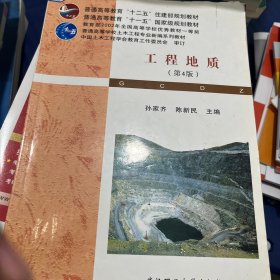 普通高等教育“十二五”住建部规划教材
普通高等教育“十一五”国家级规划教材
教育部2002年全国普通高等学校优秀教材一等奖
普通高等学校土木工程专业新编系列教材
中国土木工程学会教育工作委员会 审订
工程地质
（第4版）
孙家齐 陈新民 主编
GCDZ